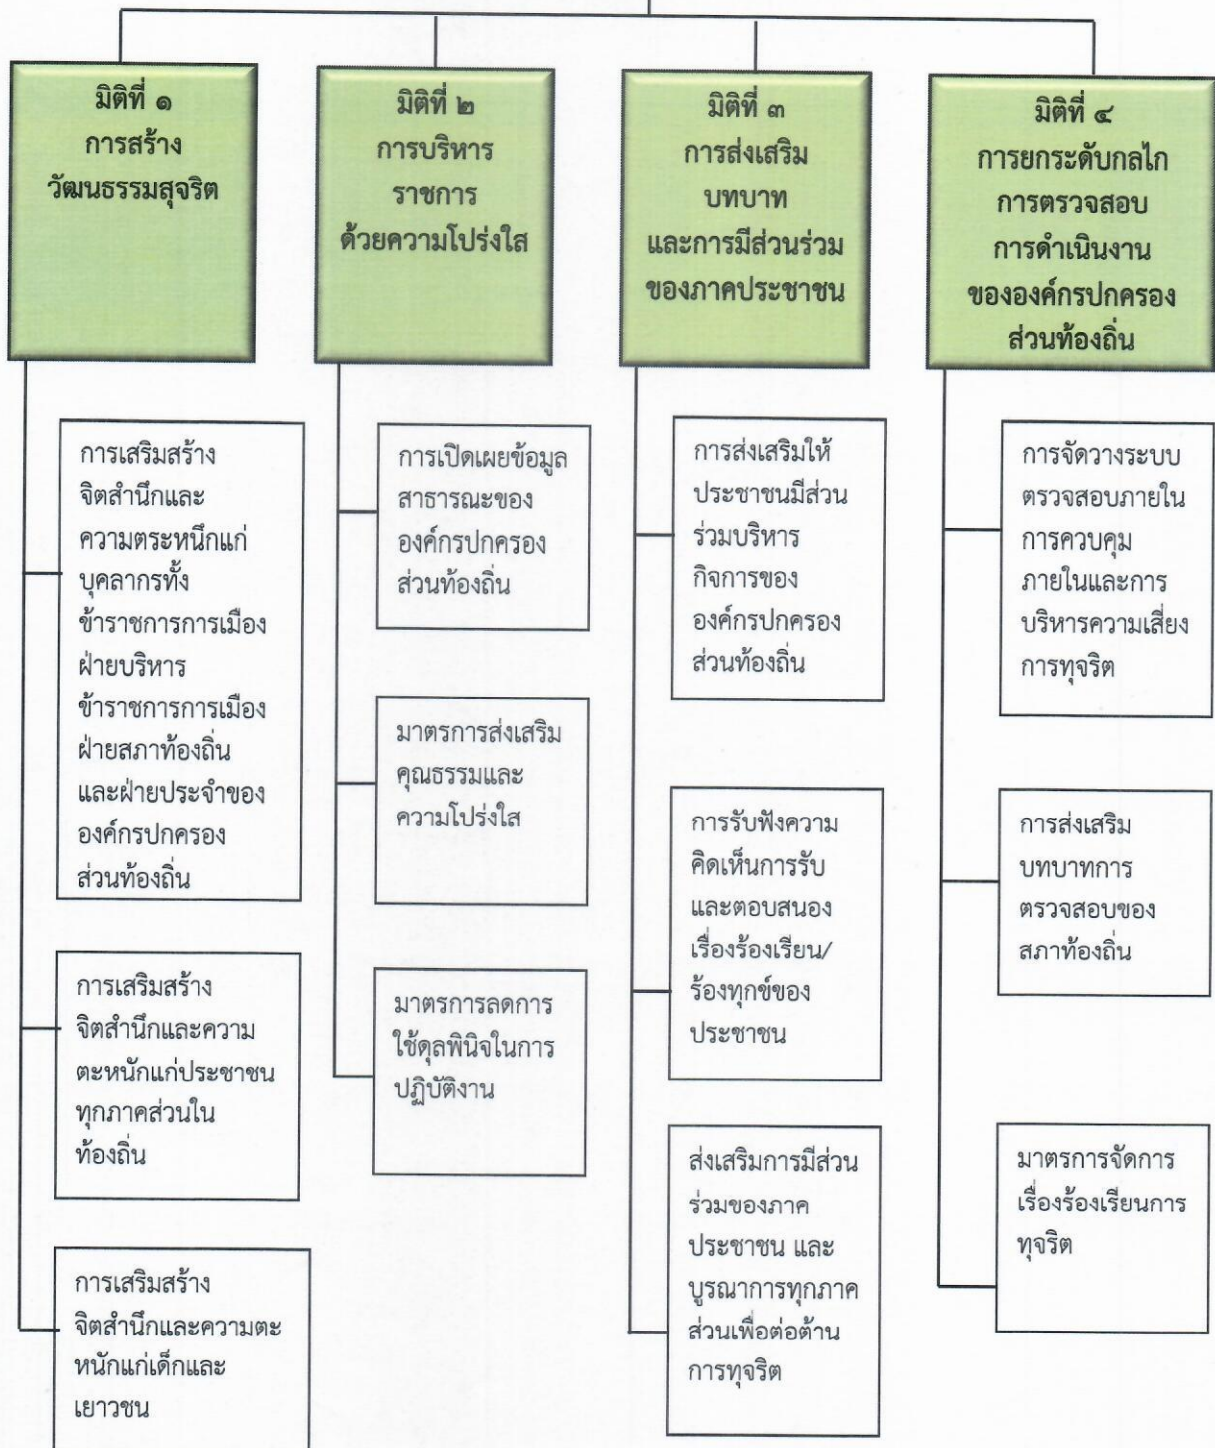 มิติที่ ๑
การสร้าง
วัฒนธรรมสุจริต
มิติที่ ๒
การบริหาร
ราชการ
ด้วยความโปร่งใส
มิติที่ ๓
การส่งเสริม
บทบาท
และการมีส่วนร่วม
ของภาคประชาชน
มิติที่ ๔
การยกระดับกลไก
การตรวจสอบ
การดำเนินงาน
ขององค์กรปกครอง
ส่วนท้องถิ่น
การเสริมสร้าง
จิตสำนึกและ
ความตระหนึกแก่
บุคลากรทั้ง
ข้าราชการการเมือง
ฝ่ายบริหาร
ข้าราชการการเมือง
ฝ่ายสภาท้องถิ่น
และฝ่ายประจำของ
องค์กรปกครอง
ส่วนท้องถิ่น
การเสริมสร้าง
จิตสำนึกและความ
ตะหนักแก่ประชาชน
ทุกภาคส่วนใน
ท้องถิ่น
การเสริมสร้าง
จิตสำนึกและความตะ
หนักแก่เด็กและ
เยาวชน
การเปิดเผยข้อมูล
สาธารณะของ
องค์กรปกครอง
ส่วนท้องถิ่น
มาตรการส่งเสริม
คุณธรรมและ
ความโปร่งใส
มาตรการลดการ
ใช้ดุลพินิจในการ
ปฏิบัติงาน
การส่งเสริมให้
ประชาชนมีส่วน
ร่วมบริหาร
กิจการของ
องค์กรปกครอง
ส่วนท้องถิ่น
การรับฟังความ
คิดเห็นการรับ
และตอบสนอง
เรื่องร้องเรียน/
ร้องทุกข์ของ
ประชาชน
ส่งเสริมการมีส่วน
ร่วมของภาค
ประชาชน และ
บูรณาการทุกภาค
ส่วนเพื่อต่อต้าน
การทุจริต
การจัดวางระบบ
ตรวจสอบภายใน
การควบคุม
ภายในและการ
บริหารความเสี่ยง
การทุจริต
การส่งเสริม
บทบาทการ
ตรวจสอบของ
สภาท้องถิ่น
มาตรการจัดการ
เรื่องร้องเรียนการ
ทุจริต